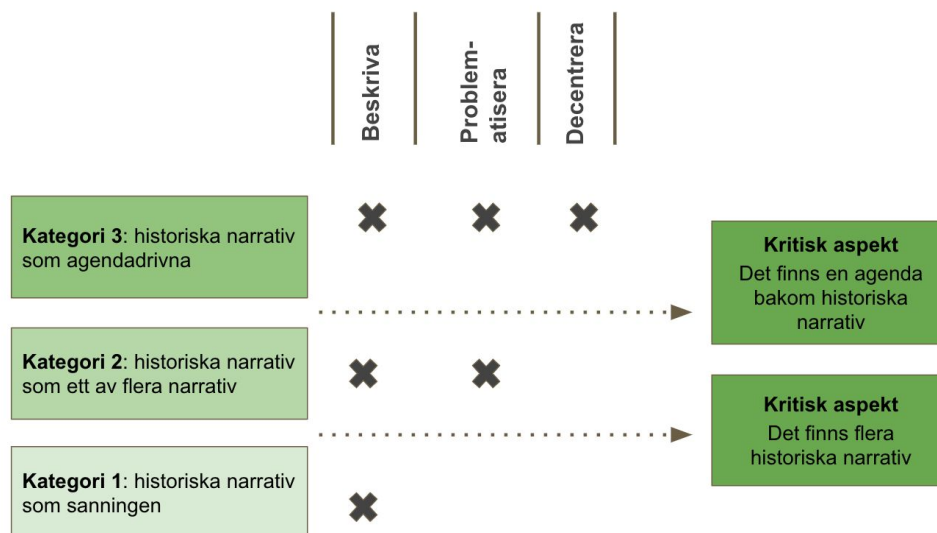 Beskriva
Problem-
atisera
Decentrera
Kategori 3: historiska narrativ
som agendadrivna
Kritisk aspekt
Det finns en agenda
bakom historiska
narrativ
Kategori 2: historiska narrativ
som ett av flera narrativ
Kritisk aspekt
Det finns flera
historiska narrativ
Kategori 1: historiska narrativ
som sanningen